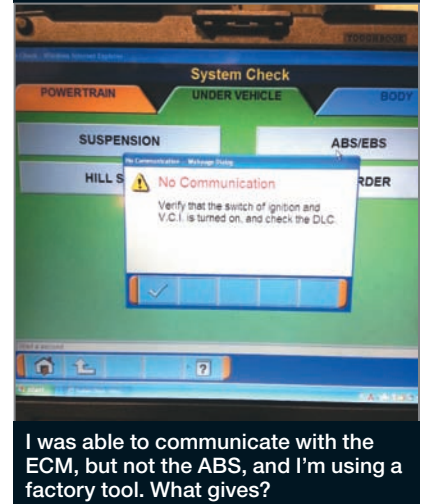 TOUGHBOOK
System Check
POWERTRAIN
UNDER VEHICLE
BODY
SUSPENSION
ABS/EBS
HILL S
RDER
No Communication
Verify that the switch of ignition and
V.C.I. is turned on, and check the DLC.
?
I was able to communicate with the
ECM, but not the ABS, and I'm using a
factory tool. What gives?